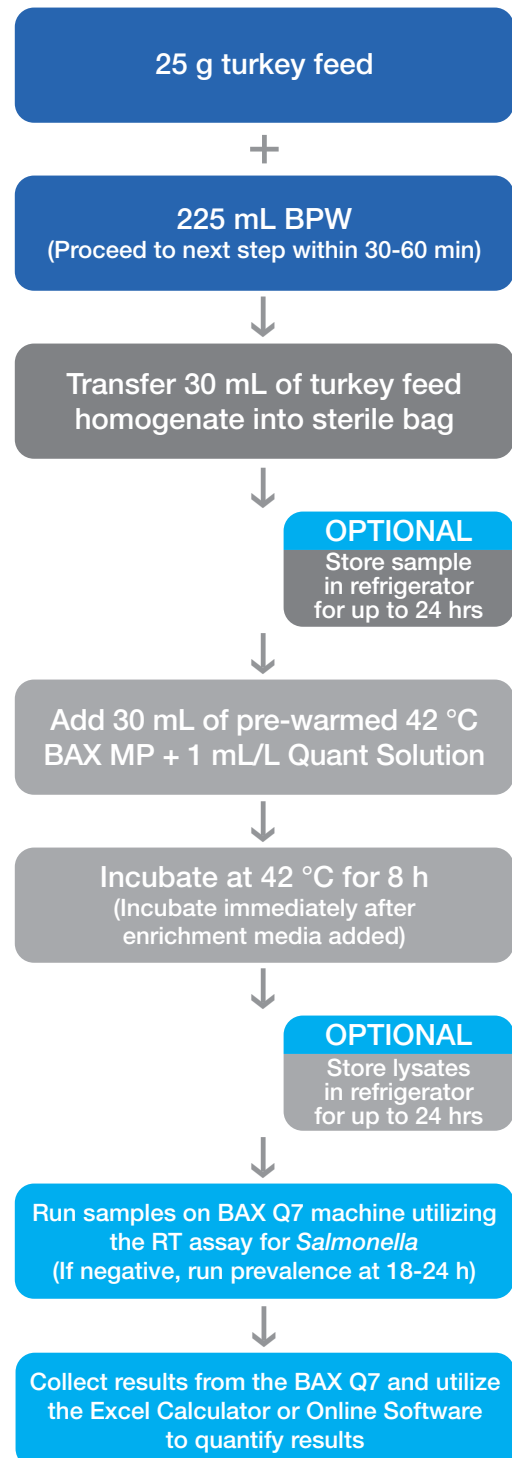 25 g turkey feed
+
225 mL BPW
(Proceed to next step within 30-60 min)
Transfer 30 mL of turkey feed
homogenate into sterile bag
OPTIONAL
Store sample
in refrigerator
for up to 24 hrs
Add 30 mL of pre-warmed 42 °C
BAX MP + 1 mL/L Quant Solution
Incubate at 42 °C for 8 h
(Incubate immediately after
enrichment media added)
OPTIONAL
Store lysates
in refrigerator
for up to 24 hrs
Run samples on BAX Q7 machine utilizing
the RT assay for Salmonella
(If negative, run prevalence at 18-24 h)
Collect results from the BAX Q7 and utilize
the Excel Calculator or Online Software
to quantify results